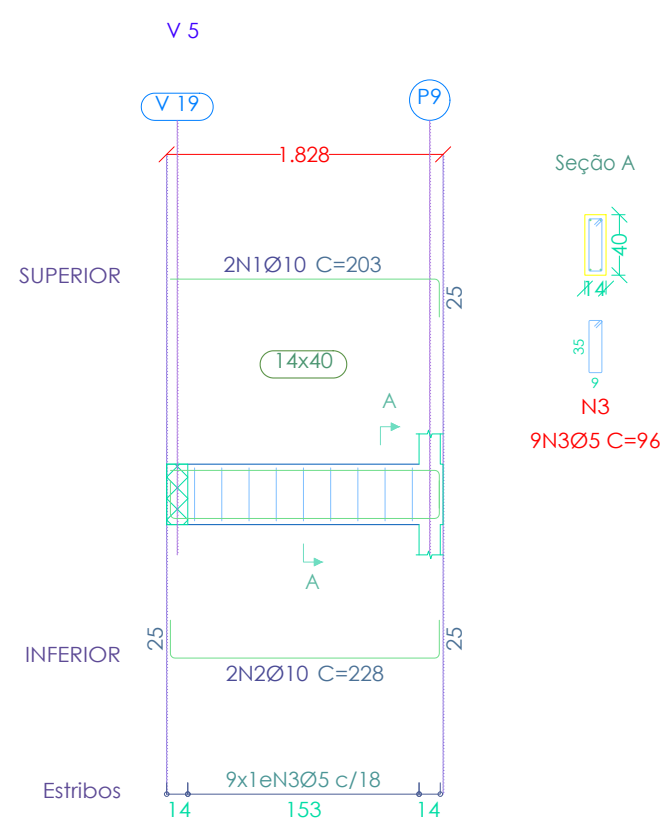 V 5
V 19
P9
1.828
Seção A
40
14
SUPERIOR
2N1Ø10 C=203
25
14x40
35
9
N3
9N3Ø5 C=96
A
A
25
25
INFERIOR
2N2Ø10 C=228
Estribos
9x1eN3Ø5 c/18
14
153
14